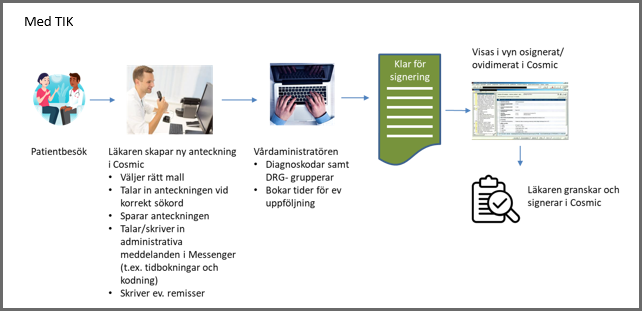 Med TIK
Patientbesök
Läkaren skapar ny anteckning
i Cosmic
• Väljer rätt mall
• Talar in anteckningen vid
korrekt sökord
• Sparar anteckningen
• Talar/skriver in
administrativa
meddelanden i Messenger
(t.ex. tidbokningar och
kodning)
• Skriver ev. remisser
Vårdadministratören
• Diagnoskodar samt
DRG- grupperar
• Bokar tider för ev
uppföljning
Klar för
signering
Visas i vyn osignerat/
ovidimerat i Cosmic
Läkaren granskar och
signerar i Cosmic